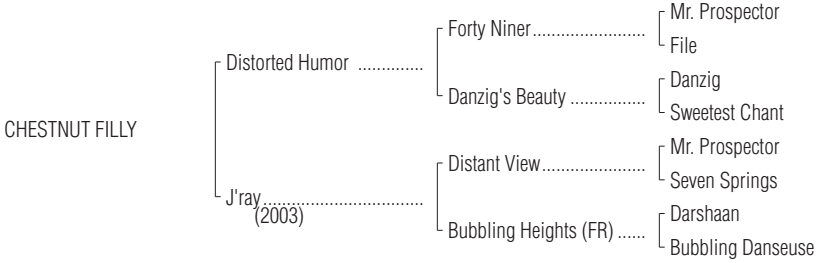 Mr. Prospector
Forty Niner........................
File
Distorted Humor ..............
Danzig
Danzig's Beauty ................
Sweetest Chant
CHESTNUT FILLY
Mr. Prospector
Distant View......................
Seven Springs
J'ray..................................
(2003)
Darshaan
Bubbling Heights (FR) ......
Bubbling Danseuse